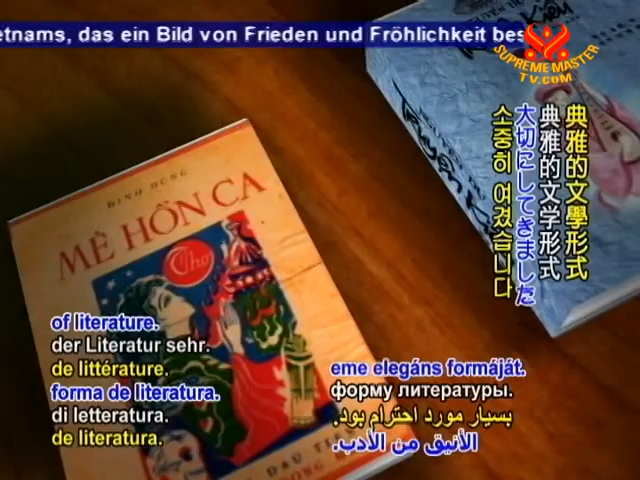 etnams, das ein Bild von Frieden und Fröhlichkeit bes
SUPREME MASTER
TV.COM
典雅的文學形式
典雅的文学形式
大切にしてきました
소중히 여겼습니다
BINH HÙNG
MÊ HỒN CA
Thơ
of literature.
der Literatur sehr.
de littérature.
forma de literatura.
di letteratura.
de literatura.
eme elegáns formáját.
форму литературы.
بسیار مورد احترام بود.
الأنيق من الأدب.